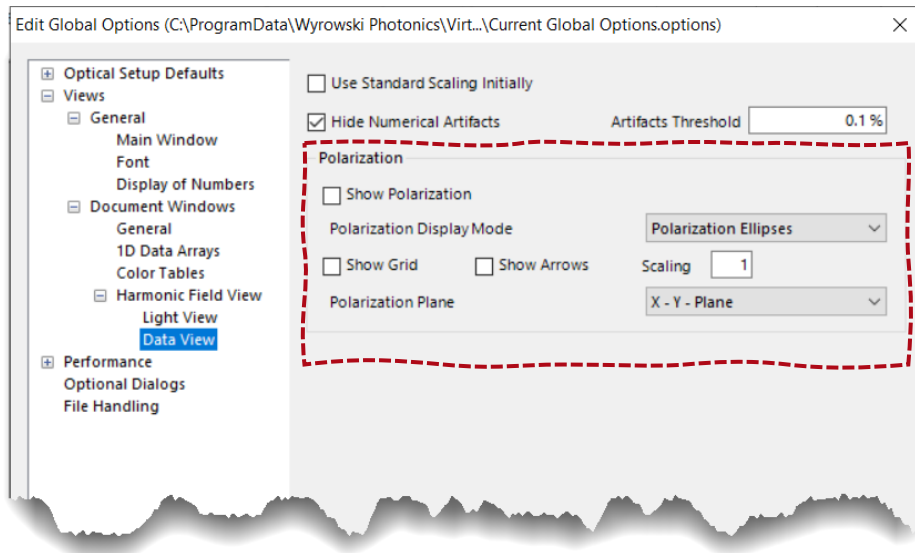 Edit Global Options (C:\ProgramData\Wyrowski Photonics\Virt...\Current Global Options.options)
Optical Setup Defaults
Views
General
Main Window
Font
Display of Numbers
Document Windows
General
1D Data Arrays
Color Tables
Harmonic Field View
Light View
Data View
Performance
Optional Dialogs
File Handling
Use Standard Scaling Initially
Hide Numerical Artifacts Artifacts Threshold 0.1 %
Polarization
Show Polarization
Polarization Display Mode Polarization Ellipses
Show Grid Show Arrows Scaling 1
Polarization Plane X - Y - Plane